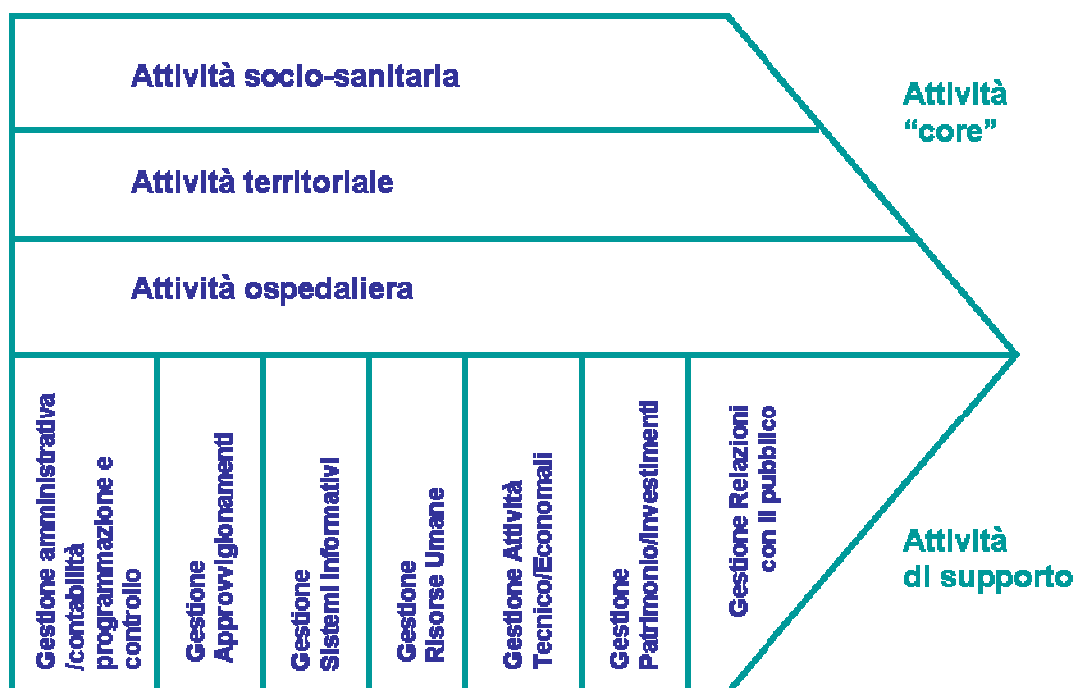 Attività socio-sanitaria
Attività
“core”
Attività territoriale
Attività ospedaliera
Gestione amministrativa
/contabilità
programmazione e
controllo
Gestione
Approvvigionamenti
Gestione
Sistemi Informativi
Gestione
Risorse Umane
Gestione Attività
Tecnico/Economali
Gestione
Patrimonio/Investimenti
Gestione Relazioni
con il pubblico
Attività
di supporto